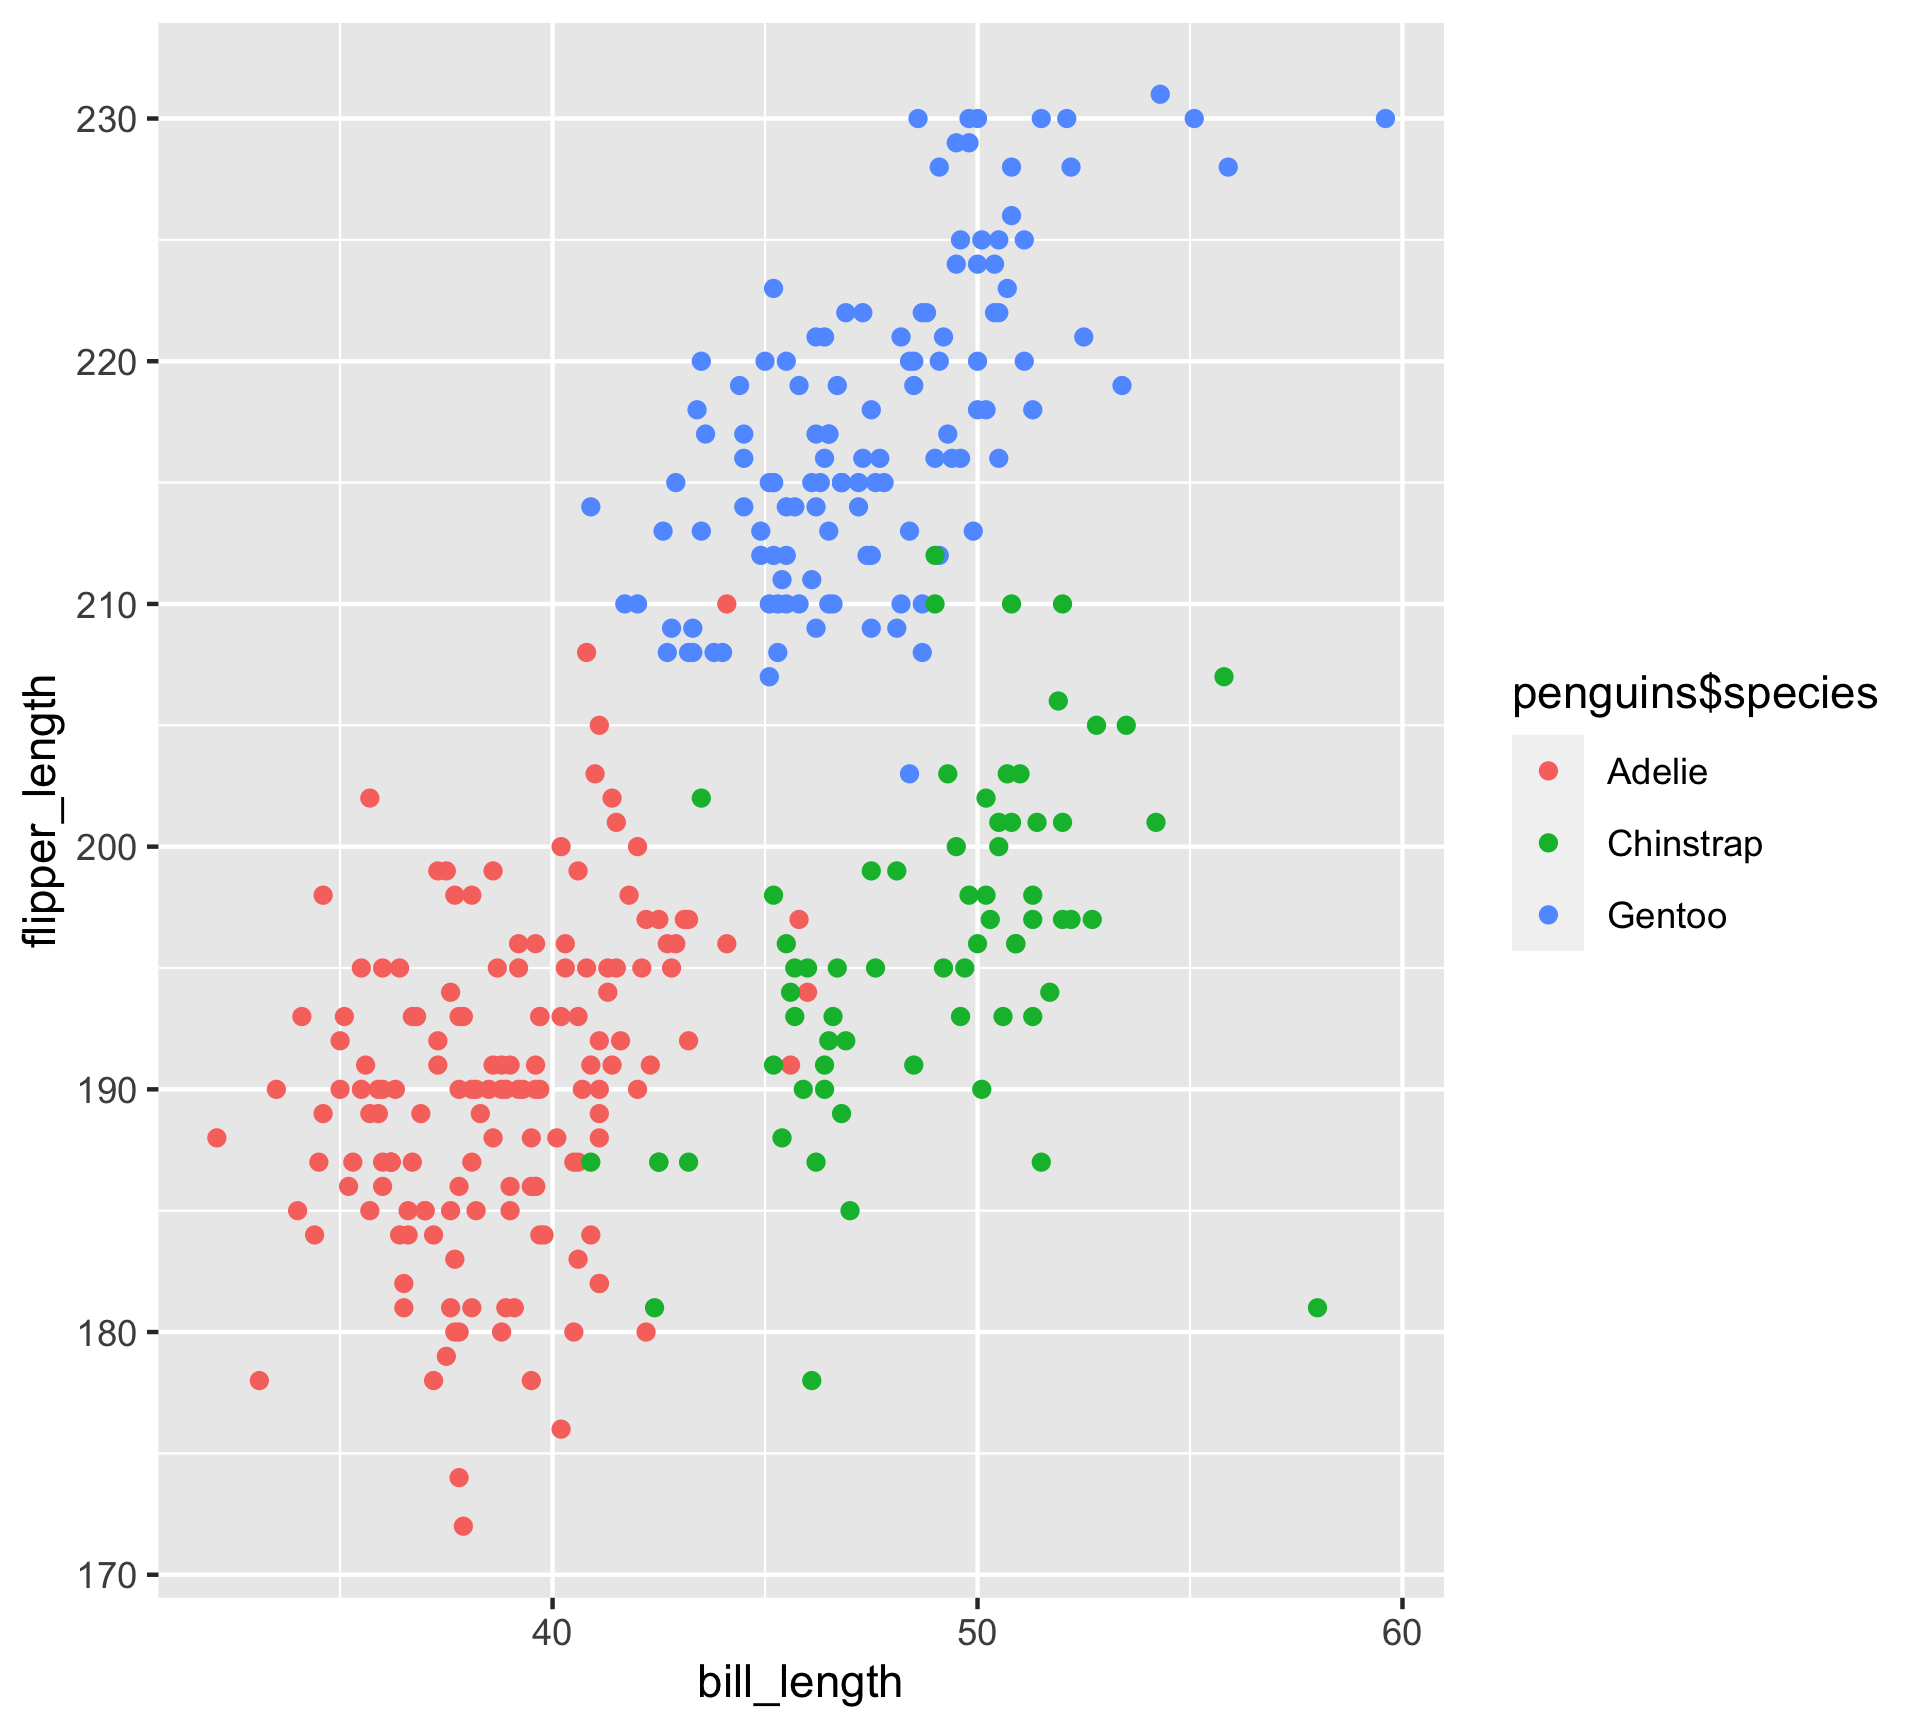 230
220
210
200
190
180
170
40 50 60
bill_length
flipper_length
penguins$species
Adelie
Chinstrap
Gentoo